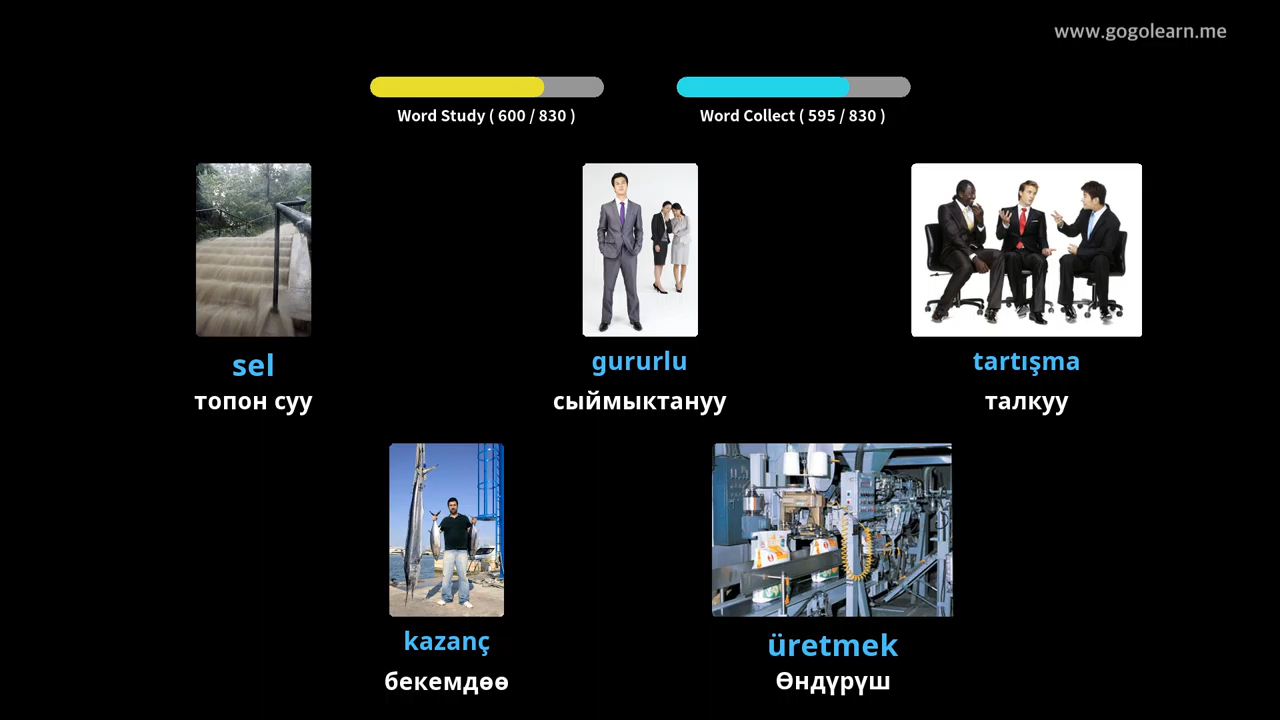 www.gogolearn.me
Word Study ( 600 / 830 )
Word Collect ( 595 / 830 )
sel
топон суу
gururlu
сыймыктануу
tartışma
талкуу
kazanç
бекемдөө
üretmek
Өндүрүш